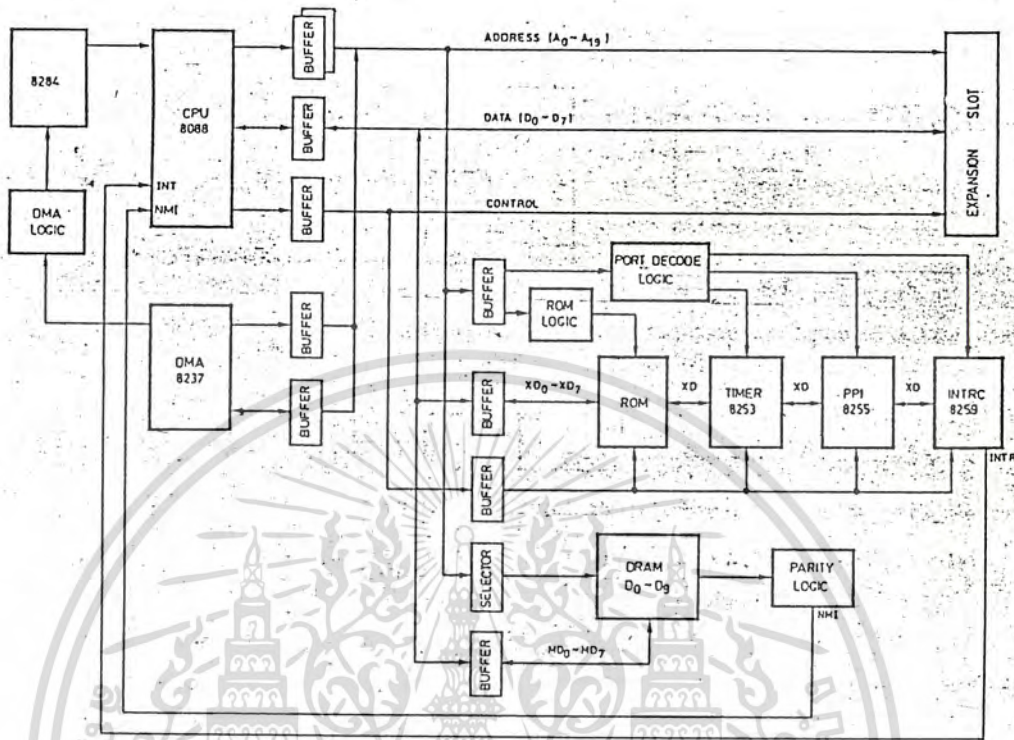 8284
CPU
8088
INT
NMI
DMA
LOGIC
DMA
8237
BUFFER
BUFFER
BUFFER
BUFFER
BUFFER
ADDRESS (A0-A19)
DATA (D0-D7)
CONTROL
EXPANSION SLOT
BUFFER
PORT DECODE
LOGIC
ROM
LOGIC
BUFFER
XD0-XD7
ROM
XD
TIMER
8253
XD
PPI
8255
XD
INTRC
8259
INTR
BUFFER
SELECTOR
DRAM
D0-D9
PARITY
LOGIC
NMI
BUFFER
MD0-MD7